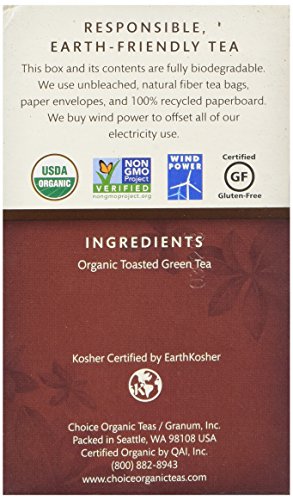 RESPONSIBLE,
EARTH-FRIENDLY TEA
This box and its contents are fully biodegradable.
We use unbleached, natural fiber tea bags,
paper envelopes, and 100% recycled paperboard.
We buy wind power to offset all of our
electricity use.
USDA
ORGANIC
NON
GMO
Project
VERIFIED
nongmoproject.org
WIND
POWER
Certified
GF
Gluten-Free
INGREDIENTS
Organic Toasted Green Tea
Kosher Certified by EarthKosher
K
Choice Organic Teas / Granum, Inc.
Packed in Seattle, WA 98108 USA
Certified Organic by QAI, Inc.
(800) 882-8943
www.choiceorganicteas.com